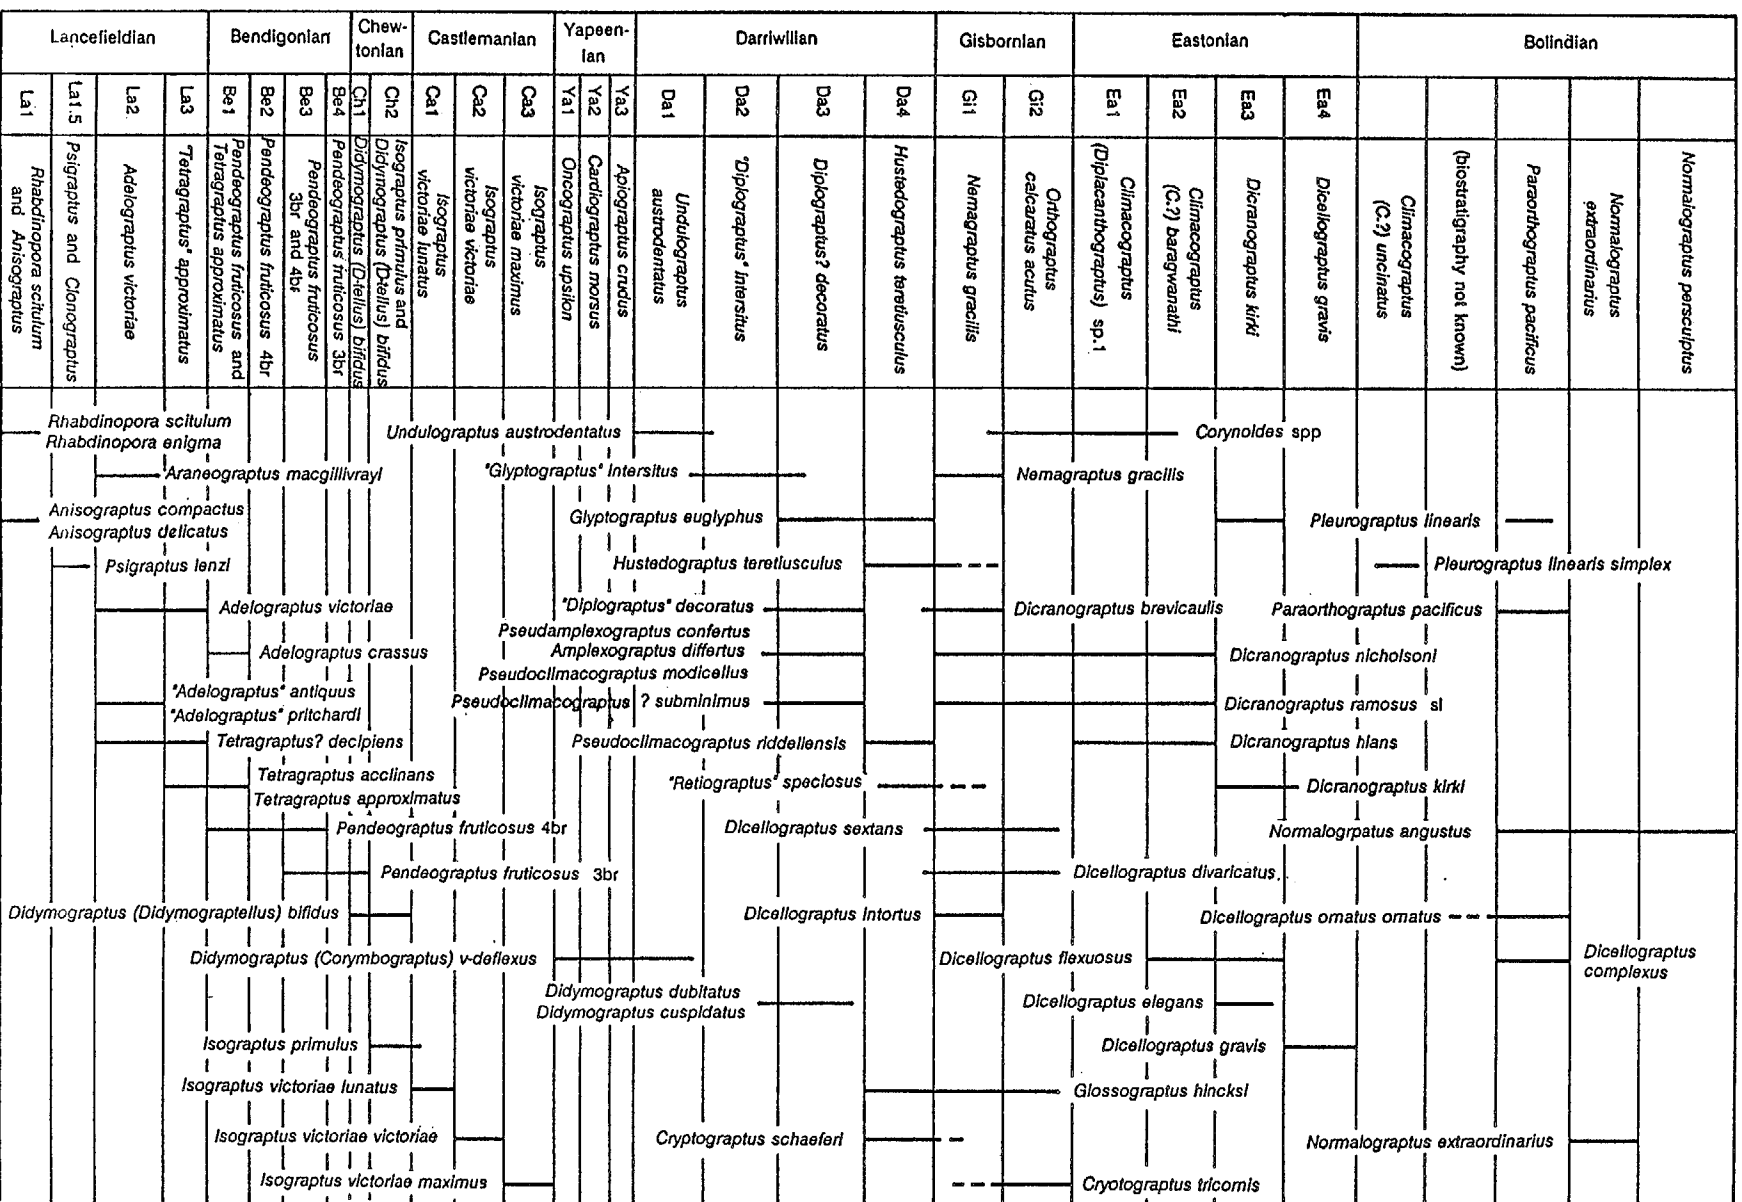 Lancefieldian
Bendigonian
Chew-
tonian
Castlemanian
Yapeen-
ian
Darriwilian
Gisbornian
Eastonian
Bolindian
La1
La1.5
La2
La3
Be1
Be2
Be3
Be4
Ch1
Ch2
Ca1
Ca2
Ca3
Ya1
Ya2
Ya3
Da1
Da2
Da3
Da4
Gi1
Gi2
Ea1
Ea2
Ea3
Ea4
Rhabdinopora scitulum
and Anisograptus
Psigraptus and Clonograptus
Adelograptus victoriae
"Tetragraptus" approximatus
Pendeograptus fruticosus and
Tetragraptus approximatus
Pendeograptus fruticosus 4br
Pendeograptus fruticosus
3br and 4br
Pendeograptus fruticosus 3br
Didymograptus (D-tellus) bifidus
Isograptus primulus and
Didymograptus (D-tellus) bifidus
Isograptus
victoriae lunatus
Isograptus
victoriae victoriae
Isograptus
victoriae maximus
Oncograptus upsilon
Cardiograptus morsus
Apiograptus crudus
Undulograptus
austrodentatus
"Diplograptus" intersitus
Diplograptus? decoratus
Hustedograptus teretiusculus
Nemagraptus gracilis
Orthograptus
calcaratus acutus
Climacograptus
(Diplacanthograptus) sp.1
Climacograptus
(C.?) baragwanathi
Dicranograptus kirki
Dicellograptus gravis
Climacrograptus
(C.?) uncinatus
(biostratigraphy not known)
Paraorthograptus pacificus
Normalograptus
extraordinarius
Normalograptus persculptus
Rhabdinopora scitulum
Rhabdinopora enigma
Undulograptus austrodentatus
Corynoides spp
Araneograptus macgillivrayi
"Glyptograptus" intersitus
Nemagraptus gracilis
Anisograptus compactus
Anisograptus delicatus
Glyptograptus euglyphus
Pleurograptus linearis
Psigraptus lenzi
Hustedograptus teretiusculus
Pleurograptus linearis simplex
Adelograptus victoriae
"Diplograptus" decoratus
Dicranograptus brevicaulis
Paraorthograptus pacificus
Pseudamplexograptus confertus
Adelograptus crassus
Amplexograptus differtus
Dicranograptus nicholsoni
Pseudoclimacograptus modicellus
"Adelograptus" antiquus
"Adelograptus" pritchardi
Pseudoclimacograptus ? subminimus
Dicranograptus ramosus sl
Tetragraptus? decipiens
Pseudoclimacograptus riddellensis
Dicranograptus hians
Tetragraptus acclinans
Tetragraptus approximatus
"Retiograptus" speciosus
Dicranograptus kirki
Pendeograptus fruticosus 4br
Dicellograptus sextans
Normalogrpatus angustus
Pendeograptus fruticosus 3br
Dicellograptus divaricatus
Didymograptus (Didymograptellus) bifidus
Dicellograptus intortus
Dicellograptus ornatus ornatus
Didymograptus (Corymbograptus) v-deflexus
Dicellograptus flexuosus
Dicellograptus
complexus
Didymograptus dubitatus
Didymograptus cuspidatus
Dicellograptus elegans
Isograptus primulus
Dicellograptus gravis
Isograptus victoriae lunatus
Glossograptus hincksi
Isograptus victoriae victoriae
Cryptograptus schaeferi
Normalograptus extraordinarius
Isograptus victoriae maximus
Cryotograptus tricornis